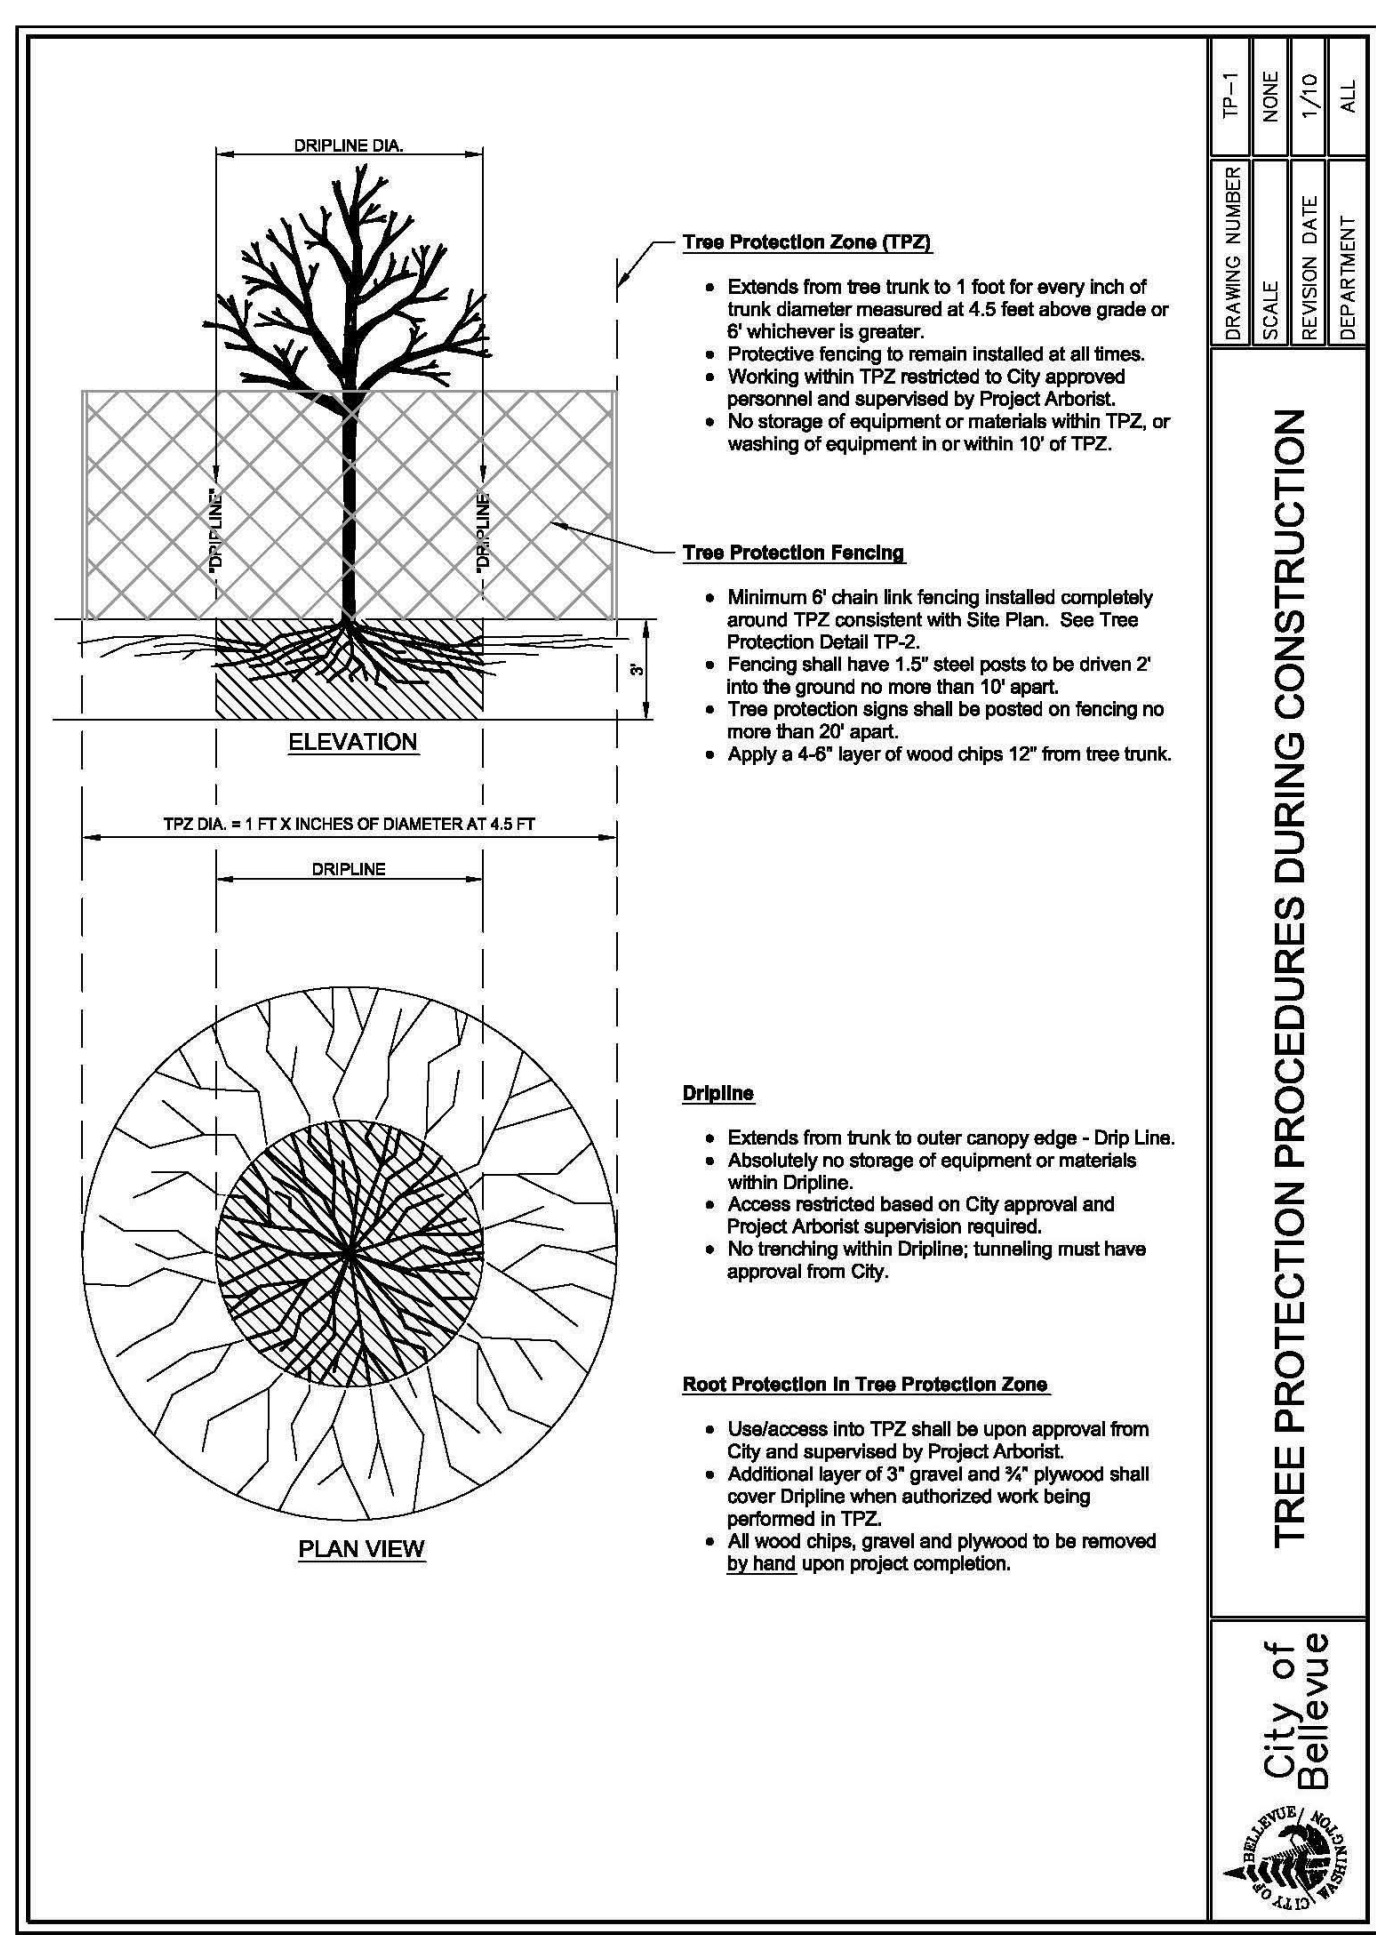 DRIPLINE DIA.
"DRIPLINE"
"DRIPLINE"
3'
ELEVATION
TPZ DIA. = 1 FT X INCHES OF DIAMETER AT 4.5 FT
DRIPLINE
PLAN VIEW
Tree Protection Zone (TPZ)
• Extends from tree trunk to 1 foot for every inch of
trunk diameter measured at 4.5 feet above grade or
6' whichever is greater.
• Protective fencing to remain installed at all times.
• Working within TPZ restricted to City approved
personnel and supervised by Project Arborist.
• No storage of equipment or materials within TPZ, or
washing of equipment in or within 10' of TPZ.
Tree Protection Fencing
• Minimum 6' chain link fencing installed completely
around TPZ consistent with Site Plan. See Tree
Protection Detail TP-2.
• Fencing shall have 1.5" steel posts to be driven 2'
into the ground no more than 10' apart.
• Tree protection signs shall be posted on fencing no
more than 20' apart.
• Apply a 4-6" layer of wood chips 12" from tree trunk.
Dripline
• Extends from trunk to outer canopy edge - Drip Line.
• Absolutely no storage of equipment or materials
within Dripline.
• Access restricted based on City approval and
Project Arborist supervision required.
• No trenching within Dripline; tunneling must have
approval from City.
Root Protection in Tree Protection Zone
• Use/access into TPZ shall be upon approval from
City and supervised by Project Arborist.
• Additional layer of 3" gravel and ¾" plywood shall
cover Dripline when authorized work being
performed in TPZ.
• All wood chips, gravel and plywood to be removed
by hand upon project completion.
CITY OF BELLEVUE
WASHINGTON
City of
Bellevue
TREE PROTECTION PROCEDURES DURING CONSTRUCTION
DRAWING NUMBER TP-1
SCALE NONE
REVISION DATE 1/10
DEPARTMENT ALL